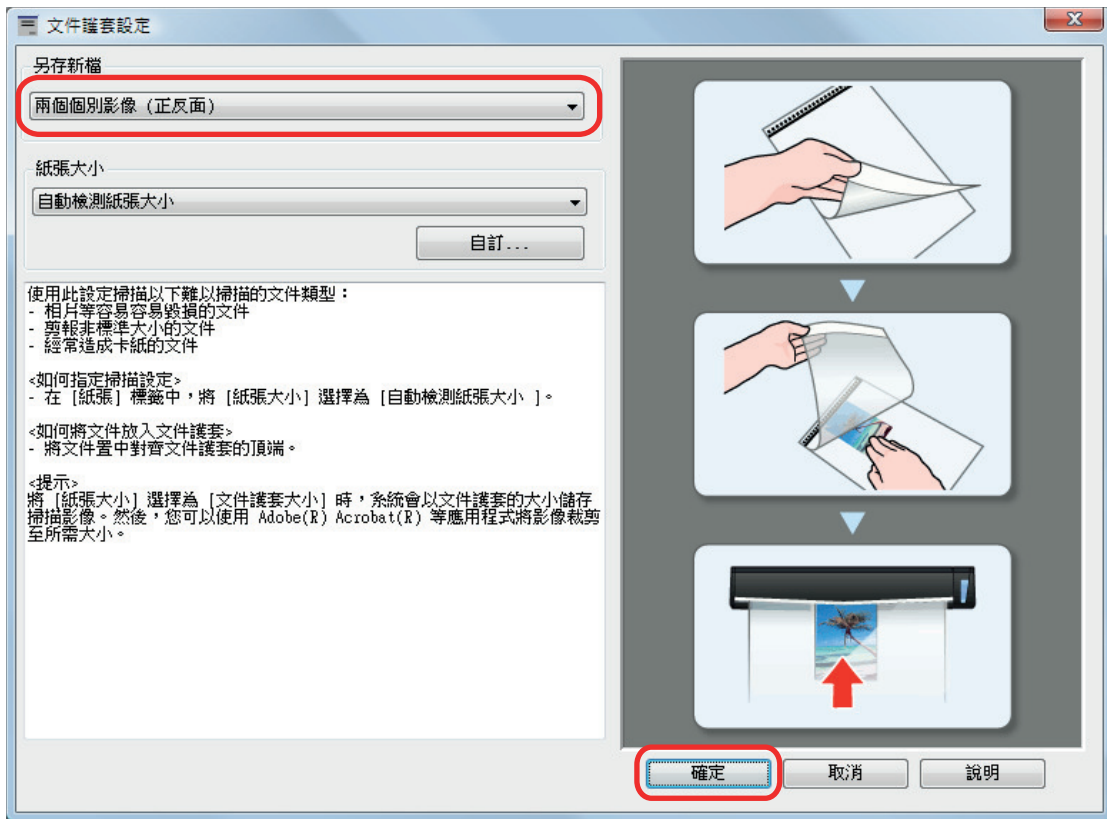 文件護套設定
另存新檔
兩個個別影像 (正反面)
紙張大小
自動檢測紙張大小
自訂...
使用此設定掃描以下難以掃描的文件類型：
- 相片等容易容易毀損的文件
- 剪報非標準大小的文件
- 經常造成卡紙的文件
<如何指定掃描設定>
- 在 [紙張] 標籤中，將 [紙張大小] 選擇為 [自動檢測紙張大小 ]。
<如何將文件放入文件護套>
- 將文件置中對齊文件護套的頂端。
<提示>
將 [紙張大小] 選擇為 [文件護套大小] 時，系統會以文件護套的大小儲存
掃描影像。然後，您可以使用 Adobe(R) Acrobat(R) 等應用程式將影像裁剪
至所需大小。
確定
取消
說明